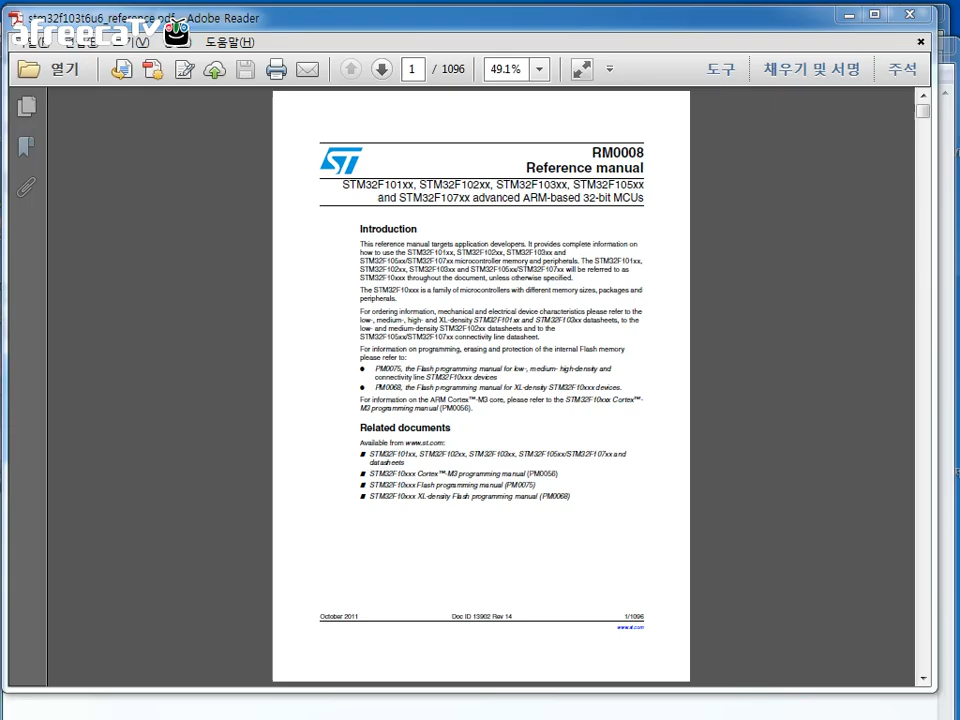 stm32f103t6u6_reference.pdf - Adobe Reader
afreecaTV
도움말(H)
열기
1 / 1096
49.1%
도구
채우기 및 서명
주석
ST
RM0008
Reference manual
STM32F101xx, STM32F102xx, STM32F103xx, STM32F105xx
and STM32F107xx advanced ARM-based 32-bit MCUs
Introduction
This reference manual targets application developers. It provides complete information on
how to use the STM32F101xx, STM32F102xx, STM32F103xx and
STM32F105xx/STM32F107xx microcontroller memory and peripherals. The STM32F101xx,
STM32F102xx, STM32F103xx and STM32F105xx/STM32F107xx will be referred to as
STM32F10xxx throughout the document, unless otherwise specified.
The STM32F10xxx is a family of microcontrollers with different memory sizes, packages and
peripherals.
For ordering information, mechanical and electrical device characteristics please refer to the
low-, medium-, high- and XL-density STM32F101xx and STM32F103xx datasheets, to the
low- and medium-density STM32F102xx datasheets and to the
STM32F105xx/STM32F107xx connectivity line datasheet.
For information on programming, erasing and protection of the internal Flash memory
please refer to:
● PM0075, the Flash programming manual for low-, medium- high-density and
connectivity line STM32F10xxx devices
● PM0068, the Flash programming manual for XL-density STM32F10xxx devices.
For information on the ARM Cortex™-M3 core, please refer to the STM32F10xxx Cortex™-
M3 programming manual (PM0056).
Related documents
Available from www.st.com:
■ STM32F101xx, STM32F102xx, STM32F103xx, STM32F105xx/STM32F107xx and
datasheets
■ STM32F10xxx Cortex™-M3 programming manual (PM0056)
■ STM32F10xxx Flash programming manual (PM0075)
■ STM32F10xxx XL-density Flash programming manual (PM0068)
October 2011
Doc ID 13902 Rev 14
1/1096
www.st.com